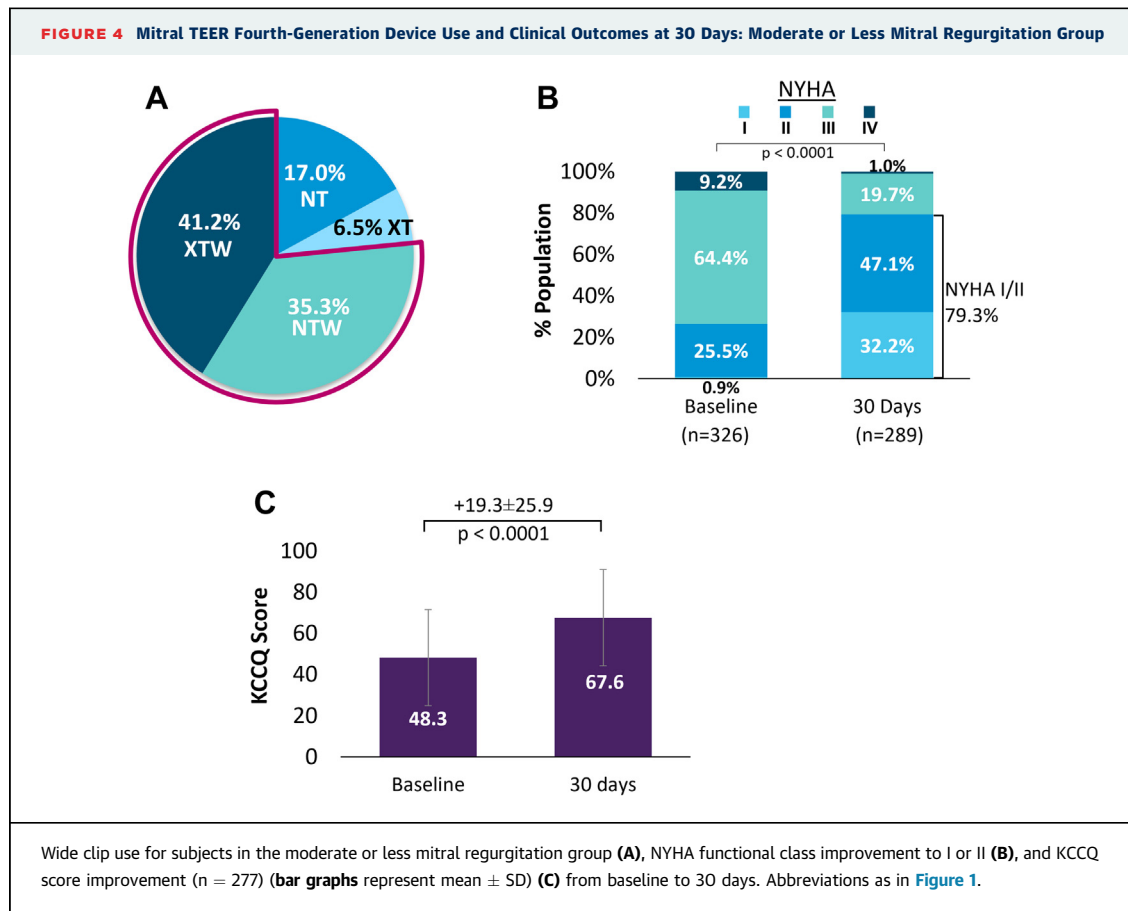 FIGURE 4 Mitral TEER Fourth-Generation Device Use and Clinical Outcomes at 30 Days: Moderate or Less Mitral Regurgitation Group
A
17.0%
NT
6.5% XT
41.2%
XTW
35.3%
NTW
B
NYHA
I II III IV
p < 0.0001
% Population
100%
80%
60%
40%
20%
0%
9.2%
64.4%
25.5%
0.9%
1.0%
19.7%
47.1%
32.2%
NYHA I/II
79.3%
Baseline
(n=326)
30 Days
(n=289)
C
+19.3±25.9
p < 0.0001
KCCQ Score
100
80
60
40
20
0
48.3
67.6
Baseline
30 days
Wide clip use for subjects in the moderate or less mitral regurgitation group (A), NYHA functional class improvement to I or II (B), and KCCQ
score improvement (n = 277) (bar graphs represent mean ± SD) (C) from baseline to 30 days. Abbreviations as in Figure 1.